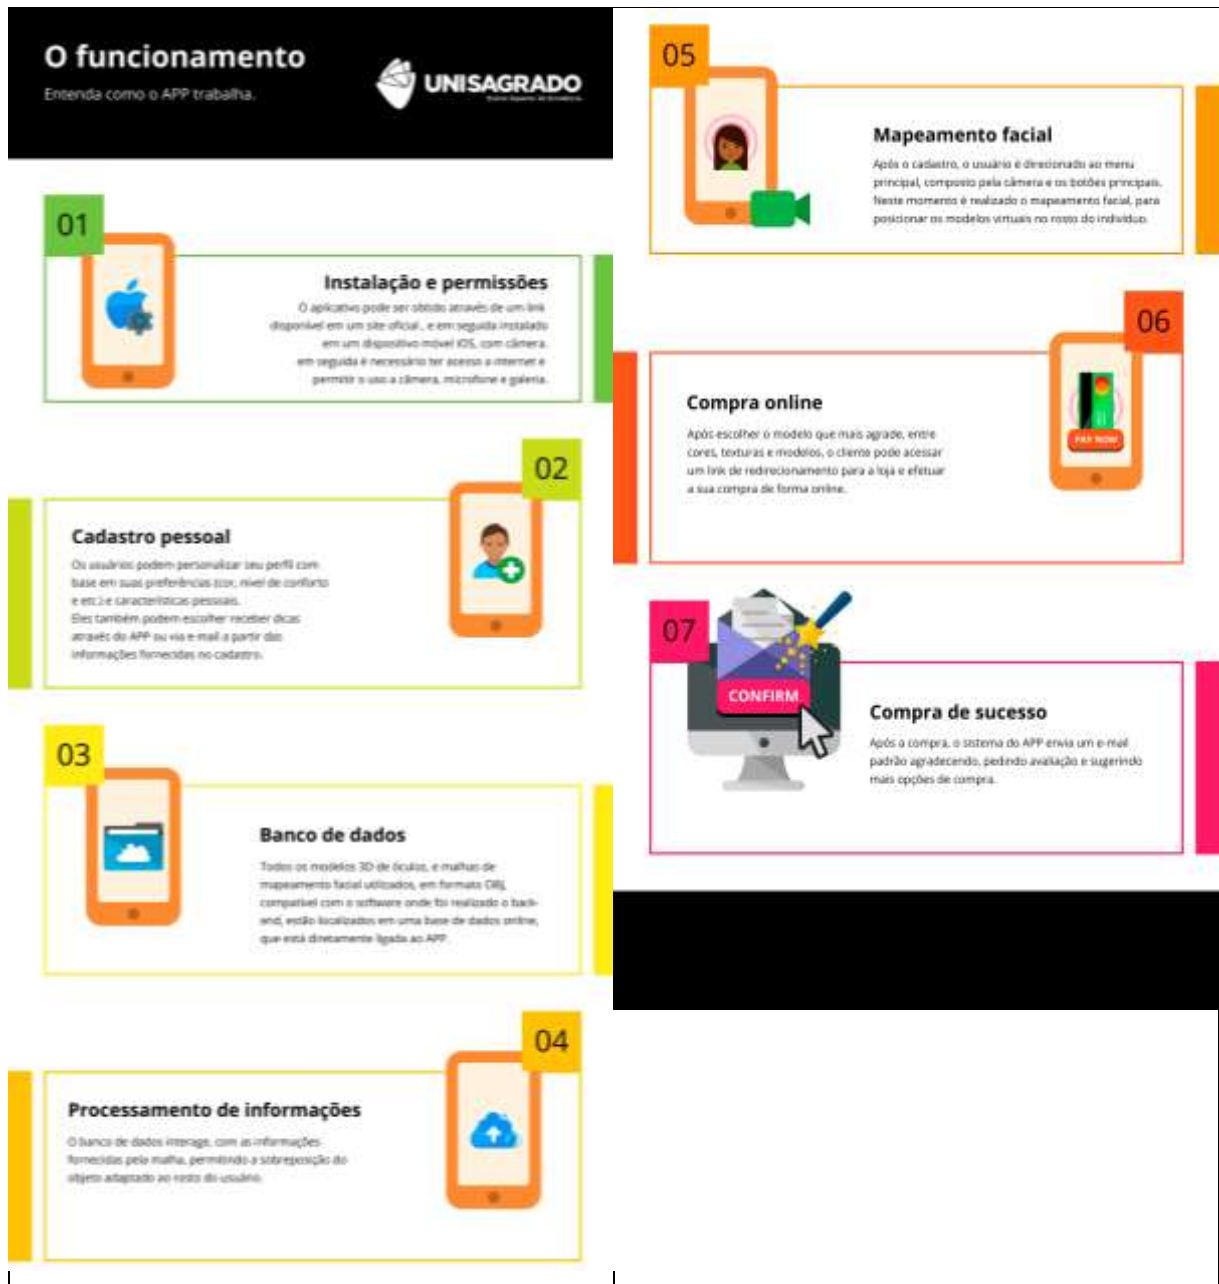 O funcionamento
Entenda como o APP trabalha.
UNISAGRADO
01
Instalação e permissões
O aplicativo pode ser obtido através de um link
disponível em um site oficial., e em seguida instalado
em um dispositivo móvel iOS, com câmera.
em seguida é necessário ter acesso a internet e
permitir o uso a câmera, microfone e galeria.
02
Cadastro pessoal
Os usuários podem personalizar seu perfil com
base em suas preferências (cor, nível de conforto
e etc.) e características pessoais.
Eles também podem escolher receber dicas
através do APP ou via e-mail a partir das
informações fornecidas no cadastro.
03
Banco de dados
Todos os modelos 3D de óculos, e malhas de
mapeamento facial utilizados, em formato OBJ,
compatível com o software onde foi realizado o back-
end, estão localizados em uma base de dados online,
que está diretamente ligada ao APP.
04
Processamento de informações
O banco de dados interage, com as informações
fornecidas pela malha, permitindo a sobreposição do
objeto adaptado ao rosto do usuário.
05
Mapeamento facial
Após o cadastro, o usuário é direcionado ao menu
principal, composto pela câmera e os botões principais.
Neste momento é realizado o mapeamento facial, para
posicionar os modelos virtuais no rosto do indivíduo.
06
PAY NOW
Compra online
Após escolher o modelo que mais agrade, entre
cores, texturas e modelos, o cliente pode acessar
um link de redirecionamento para a loja e efetuar
a sua compra de forma online.
07
CONFIRM
Compra de sucesso
Após a compra, o sistema do APP envia um e-mail
padrão agradecendo, pedindo avaliação e sugerindo
mais opções de compra.